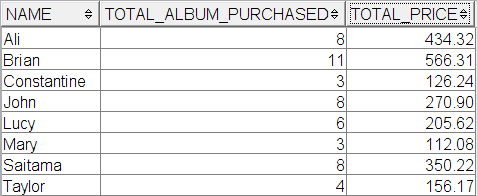 NAME TOTAL_ALBUM_PURCHASED TOTAL_PRICE
Ali 8 434.32
Brian 11 566.31
Constantine 3 126.24
John 8 270.90
Lucy 6 205.62
Mary 3 112.08
Saitama 8 350.22
Taylor 4 156.17